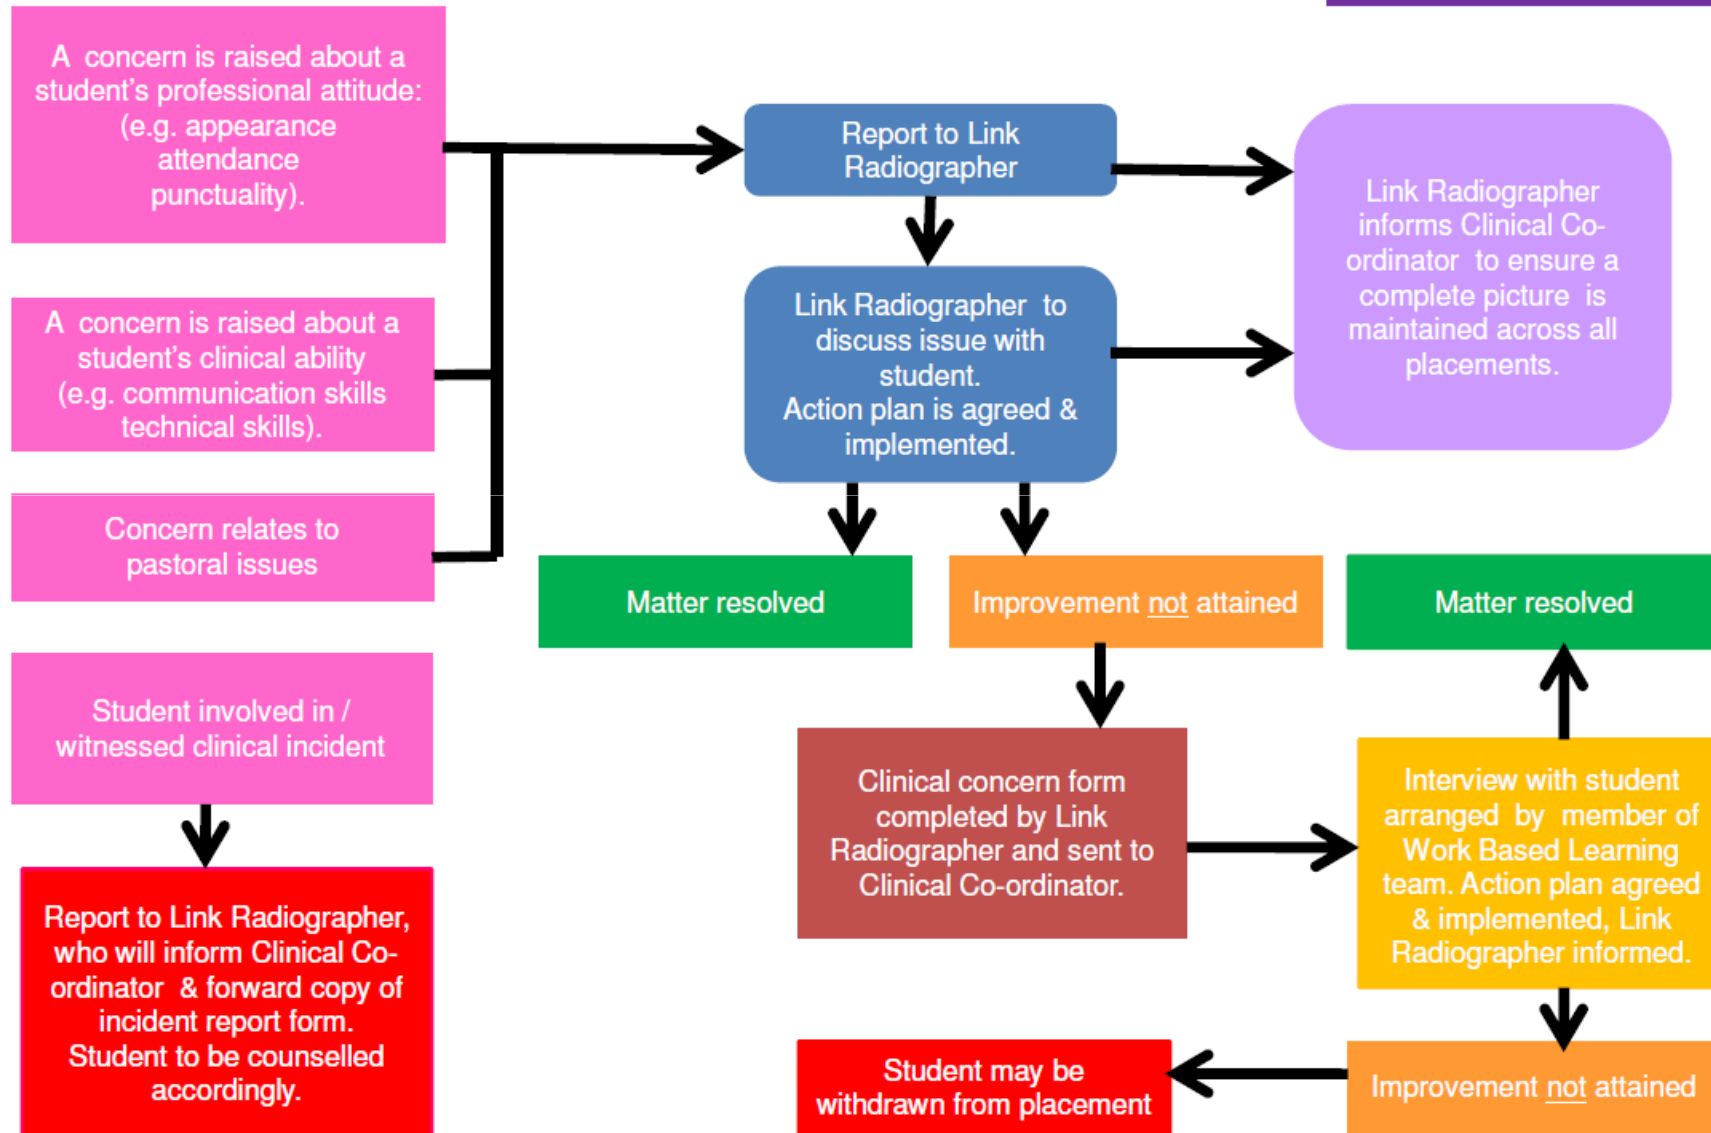 A concern is raised about a
student's professional attitude:
(e.g. appearance
attendance
punctuality).
A concern is raised about a
student's clinical ability
(e.g. communication skills
technical skills).
Concern relates to
pastoral issues
Student involved in /
witnessed clinical incident
Report to Link Radiographer,
who will inform Clinical Co-
ordinator & forward copy of
incident report form.
Student to be counselled
accordingly.
Report to Link
Radiographer
Link Radiographer to
discuss issue with
student.
Action plan is agreed &
implemented.
Link Radiographer
informs Clinical Co-
ordinator to ensure a
complete picture is
maintained across all
placements.
Matter resolved
Improvement not attained
Matter resolved
Clinical concern form
completed by Link
Radiographer and sent to
Clinical Co-ordinator.
Interview with student
arranged by member of
Work Based Learning
team. Action plan agreed
& implemented, Link
Radiographer informed.
Improvement not attained
Student may be
withdrawn from placement